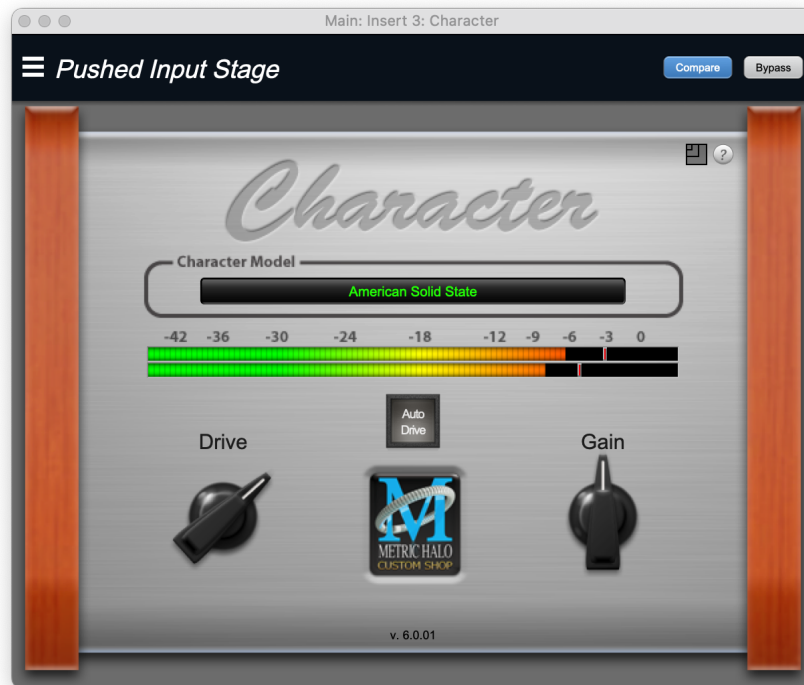 Main: Insert 3: Character
Pushed Input Stage
Compare
Bypass
?
Character
Character Model
American Solid State
-42 -36 -30 -24 -18 -12 -9 -6 -3 0
Auto
Drive
Drive
Gain
M
METRIC HALO
CUSTOM SHOP
v. 6.0.01